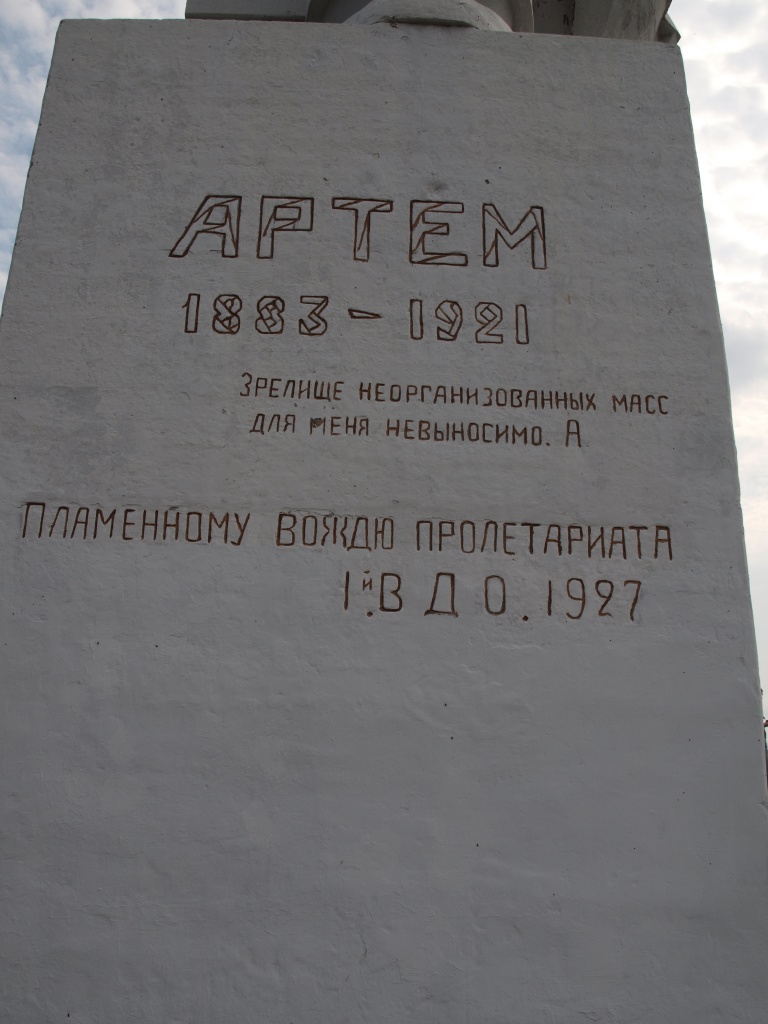 АРТЕМ
1883-1921
ЗРЕЛИЩЕ НЕОРГАНИЗОВАННЫХ МАСС
ДЛЯ МЕНЯ НЕВЫНОСИМО. А
ПЛАМЕННОМУ ВОЖДЮ ПРОЛЕТАРИАТА
1й. В Д О. 1927